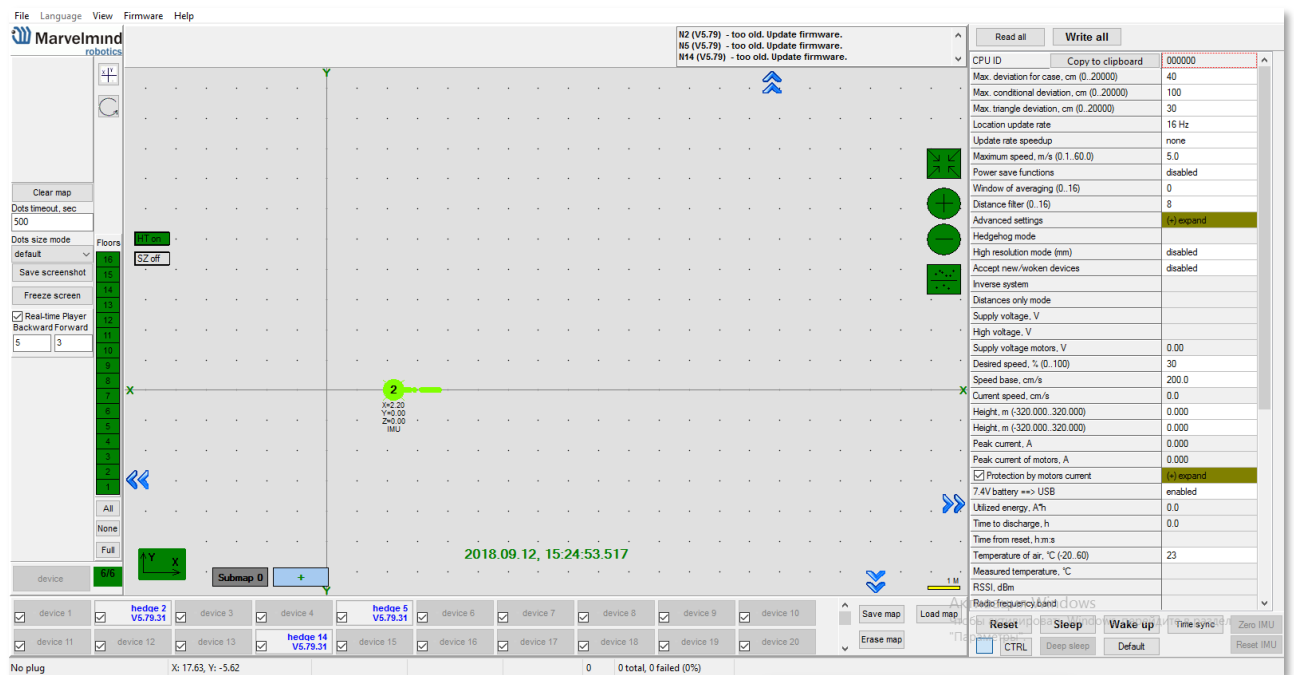 File Language View Firmware Help
Marvelmind
robotics
N2 (V5.79) - too old. Update firmware.
N5 (V5.79) - too old. Update firmware.
N14 (V5.79) - too old. Update firmware.
Read all
Write all
CPU ID Copy to clipboard 000000
Max. deviation for case, cm (0..20000) 40
Max. conditional deviation, cm (0..20000) 100
Max. triangle deviation, cm (0..20000) 30
Location update rate 16 Hz
Update rate speedup none
Maximum speed, m/s (0.1..60.0) 5.0
Power save functions disabled
Window of averaging (0..16) 0
Distance filter (0..16) 8
Advanced settings (+) expand
Hedgehog mode
High resolution mode (mm) disabled
Accept new/woken devices disabled
Inverse system
Distances only mode
Supply voltage, V
High voltage, V
Supply voltage motors, V 0.00
Desired speed, % (0..100) 30
Speed base, cm/s 200.0
Current speed, cm/s 0.0
Height, m (-320.000..320.000) 0.000
Height, m (-320.000..320.000) 0.000
Peak current, A 0.000
Peak current of motors, A 0.000
Protection by motors current (+) expand
7.4V battery ==> USB enabled
Utilized energy, A*h 0.0
Time to discharge, h 0.0
Time from reset, h:m:s
Temperature of air, °C (-20..60) 23
Measured temperature, °C
RSSI, dBm
Radio frequency band
Reset Sleep Wake up Time sync Zero IMU
CTRL Deep sleep Default Reset IMU
Clear map
Dots timeout, sec
500
Dots size mode
default
Save screenshot
Freeze screen
Real-time Player
Backward Forward
5 3
device
Floors
16
15
14
13
12
11
10
9
8
7
6
5
4
3
2
1
All
None
Full
6/6
x Y
Y
HT on
SZ off
X
X
2
X=2.20
Y=0.00
Z=0.00
IMU
2018.09.12, 15:24:53.517
Y X
Submap 0 +
Y
1 M
device 1 hedge 2 V5.79.31 device 3 device 4 hedge 5 V5.79.31 device 6 device 7 device 8 device 9 device 10
device 11 device 12 device 13 hedge 14 V5.79.31 device 15 device 16 device 17 device 18 device 19 device 20
Save map Load map
Erase map
No plug X: 17.63, Y: -5.62 0 0 total, 0 failed (0%)